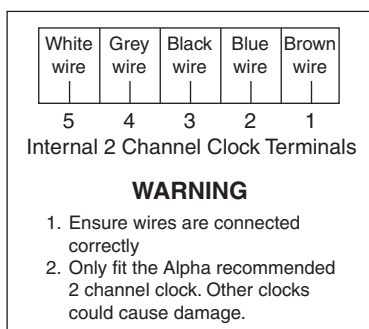 White Grey Black Blue Brown
wire wire wire wire wire
5 4 3 2 1
Internal 2 Channel Clock Terminals
WARNING
1. Ensure wires are connected
correctly
2. Only fit the Alpha recommended
2 channel clock. Other clocks
could cause damage.